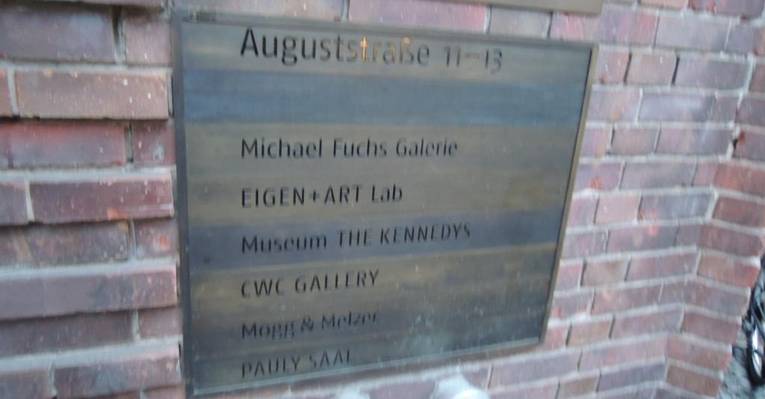 Auguststraße 11-13
Michael Fuchs Galerie
EIGEN+ART Lab
Museum THE KENNEDYS
CWC GALLERY
Mogg & Melzer
PAULY SAAL